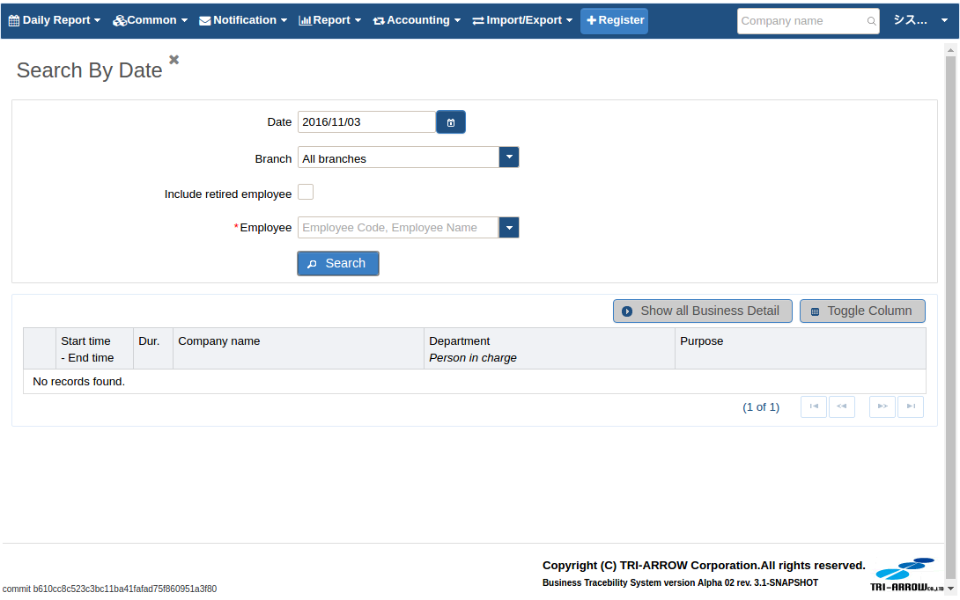 Daily Report Common Notification Report Accounting Import/Export Register Company name シス...
Search By Date
Date 2016/11/03
Branch All branches
Include retired employee
*Employee Employee Code, Employee Name
Search
Show all Business Detail Toggle Column
Start time - End time Dur. Company name Department Person in charge Purpose
No records found.
(1 of 1)
Copyright (C) TRI-ARROW Corporation.All rights reserved.
Business Tracebility System version Alpha 02 rev. 3.1-SNAPSHOT
TRI-ARROW CO.,LTD
commit b610cc8c523c3bc11ba41fafad75f860951a3f80